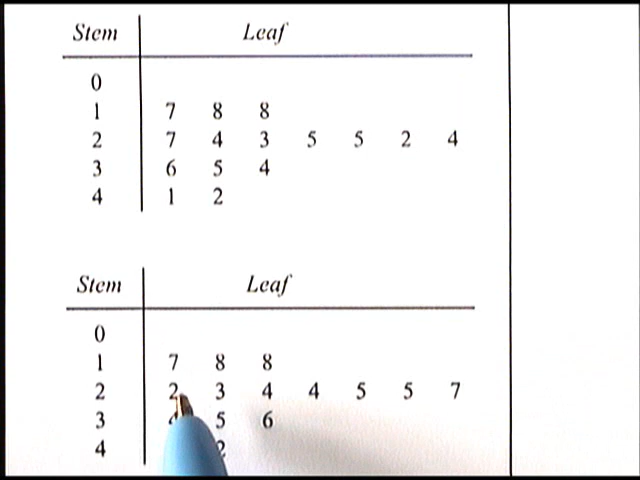 Stem Leaf
0
1 7 8 8
2 7 4 3 5 5 2 4
3 6 5 4
4 1 2
Stem Leaf
0
1 7 8 8
2 2 3 4 4 5 5 7
3 5 6
4 2